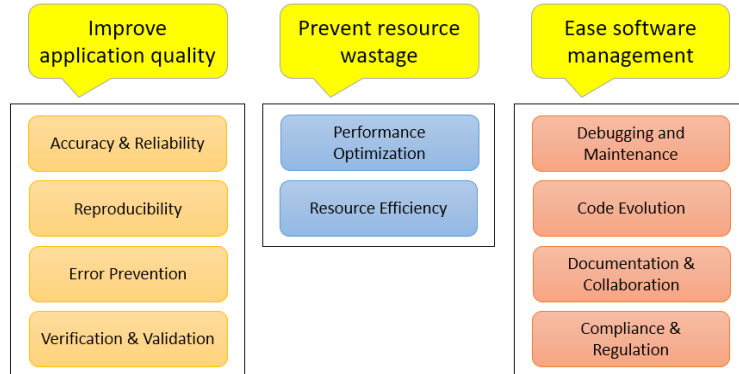 Improve
application quality
Accuracy & Reliability
Reproducibility
Error Prevention
Verification & Validation
Prevent resource
wastage
Performance
Optimization
Resource Efficiency
Ease software
management
Debugging and
Maintenance
Code Evolution
Documentation &
Collaboration
Compliance &
Regulation